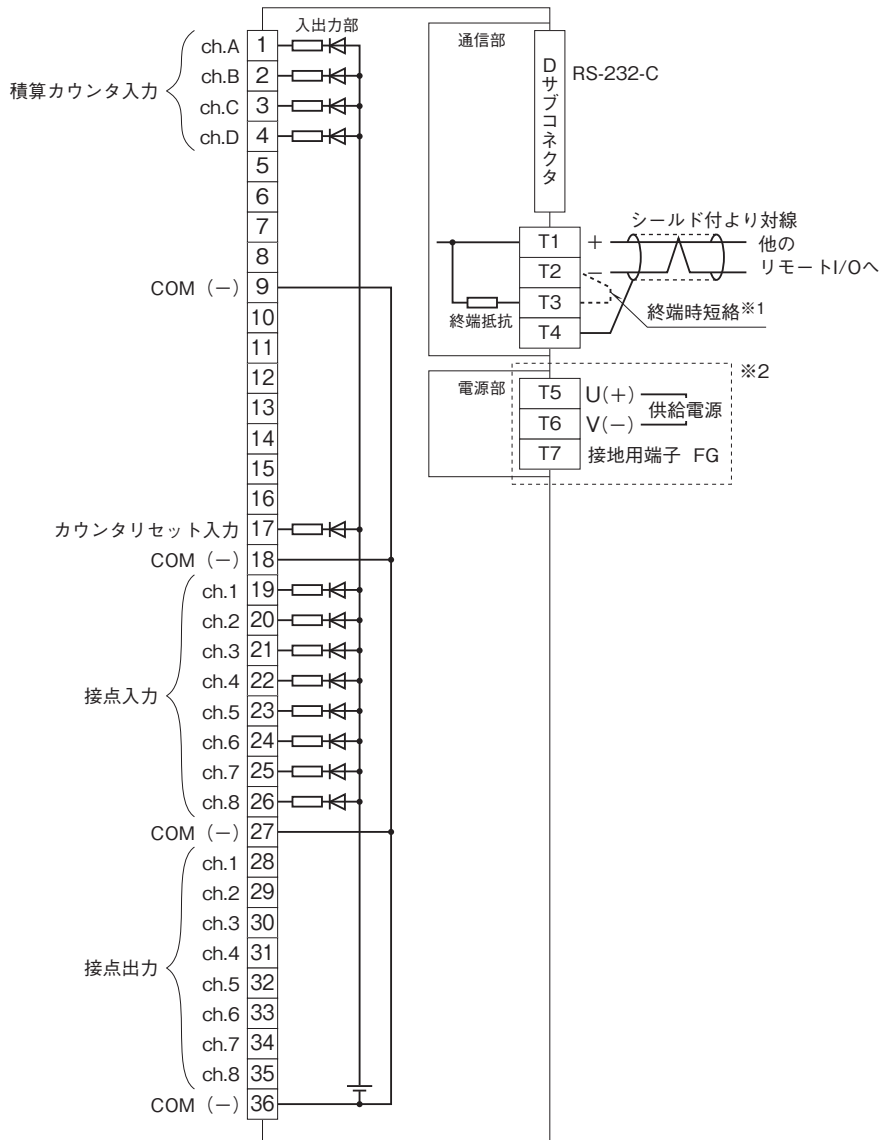 入出力部
積算カウンタ入力
ch.A 1
ch.B 2
ch.C 3
ch.D 4
5
6
7
8
COM（−） 9
10
11
12
13
14
15
16
カウンタリセット入力 17
COM（−） 18
接点入力
ch.1 19
ch.2 20
ch.3 21
ch.4 22
ch.5 23
ch.6 24
ch.7 25
ch.8 26
COM（−） 27
接点出力
ch.1 28
ch.2 29
ch.3 30
ch.4 31
ch.5 32
ch.6 33
ch.7 34
ch.8 35
COM（−） 36
通信部
Dサブコネクタ
RS-232-C
シールド付より対線
T1 +
T2 −
T3
T4
他の
リモートI/Oへ
終端抵抗
終端時短絡※1
※2
電源部
T5 U(+)
T6 V(−)
供給電源
T7 接地用端子 FG